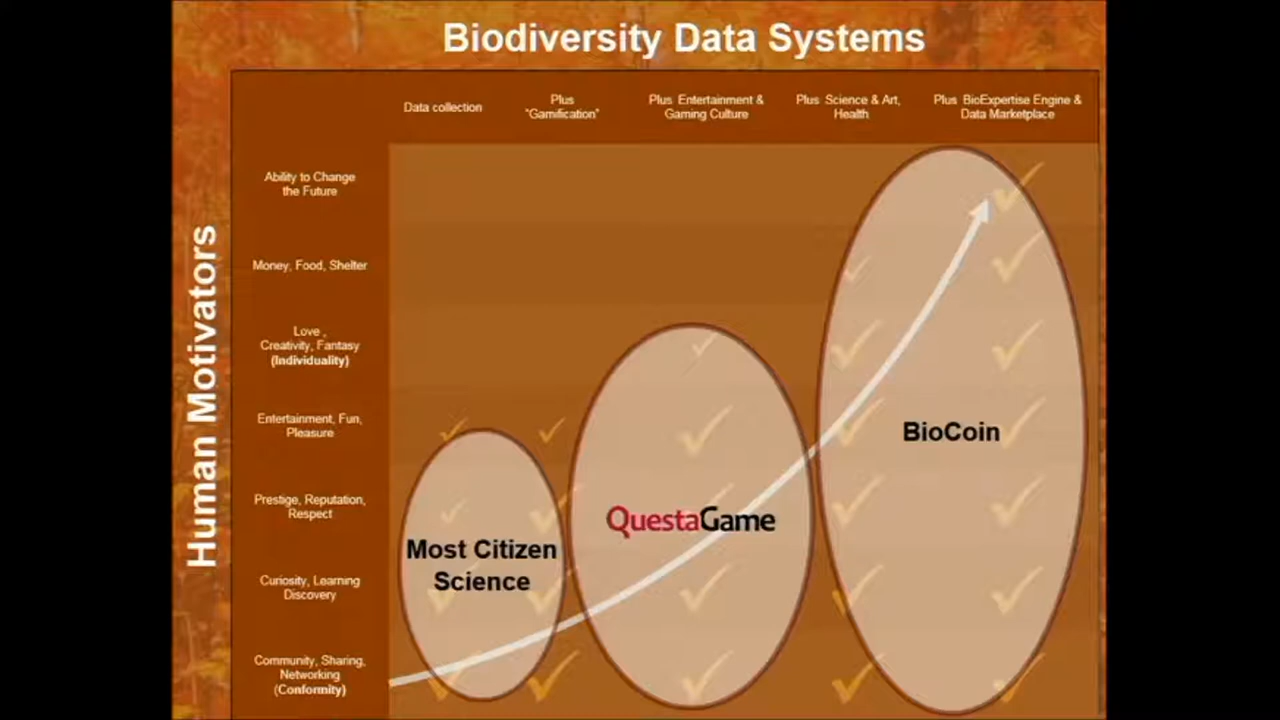 Biodiversity Data Systems
Data collection
Plus
"Gamification"
Plus Entertainment &
Gaming Culture
Plus Science & Art,
Health
Plus BioExpertise Engine &
Data Marketplace
Human Motivators
Ability to Change
the Future
Money, Food, Shelter
Love ,
Creativity, Fantasy
(Individuality)
Entertainment, Fun,
Pleasure
Prestige, Reputation,
Respect
Curiosity, Learning
Discovery
Community, Sharing,
Networking
(Conformity)
Most Citizen
Science
QuestaGame
BioCoin